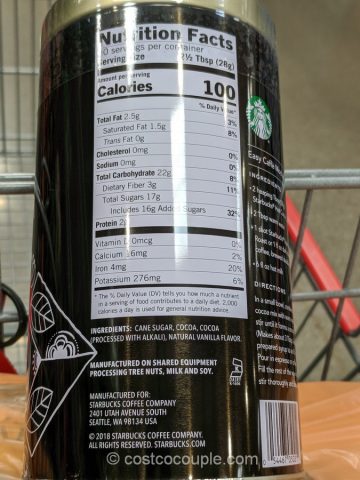 Nutrition Facts
0 servings per container
Serving Size 2½ Tbsp (28g)
Amount per serving
Calories 100
% Daily Value*
Total Fat 2.5g 3%
Saturated Fat 1.5g 8%
Trans Fat 0g
Cholesterol 0mg 0%
Sodium 0mg 0%
Total Carbohydrate 22g 8%
Dietary Fiber 3g 11%
Total Sugars 17g
Includes 16g Added Sugars 32%
Protein 2g
Vitamin D 0mcg 0%
Calcium 16mg 2%
Iron 4mg 20%
Potassium 276mg 6%
* The % Daily Value (DV) tells you how much a nutrient
in a serving of food contributes to a daily diet. 2,000
calories a day is used for general nutrition advice.
INGREDIENTS: CANE SUGAR, COCOA, COCOA
(PROCESSED WITH ALKALI), NATURAL VANILLA FLAVOR.
MANUFACTURED ON SHARED EQUIPMENT
PROCESSING TREE NUTS, MILK AND SOY.
MANUFACTURED FOR:
STARBUCKS COFFEE COMPANY
2401 UTAH AVENUE SOUTH
SEATTLE, WA 98134 USA
© 2018 STARBUCKS COFFEE COMPANY.
ALL RIGHTS RESERVED. STARBUCKS.COM
Easy Caffè
DIRECTIONS
In a small
© costcocouple.com